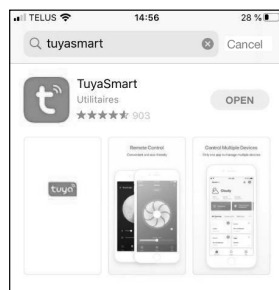 TELUS 14:56 28 %
tuyasmart Cancel
TuyaSmart
Utilitaires
OPEN
903
tuya
Remote Control
Control Multiple Devices